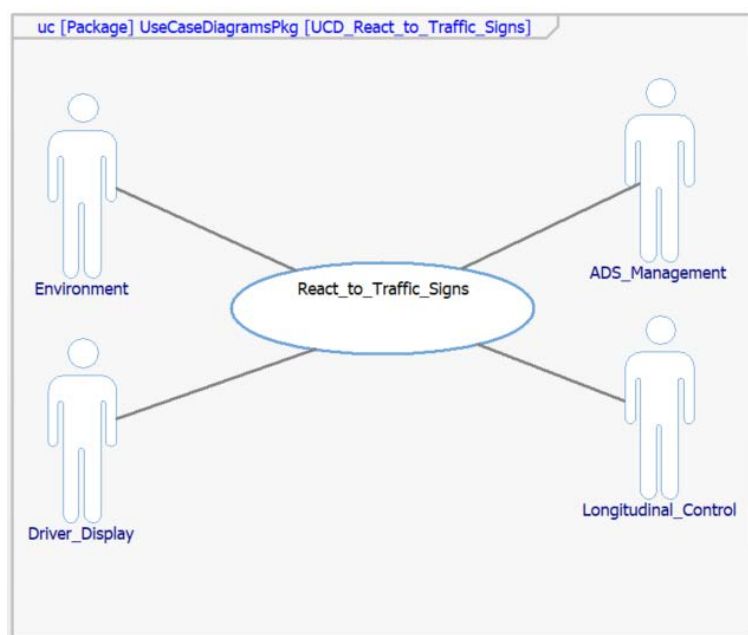 uc [Package] UseCaseDiagramsPkg [UCD_React_to_Traffic_Signs]
Environment
ADS_Management
React_to_Traffic_Signs
Driver_Display
Longitudinal_Control